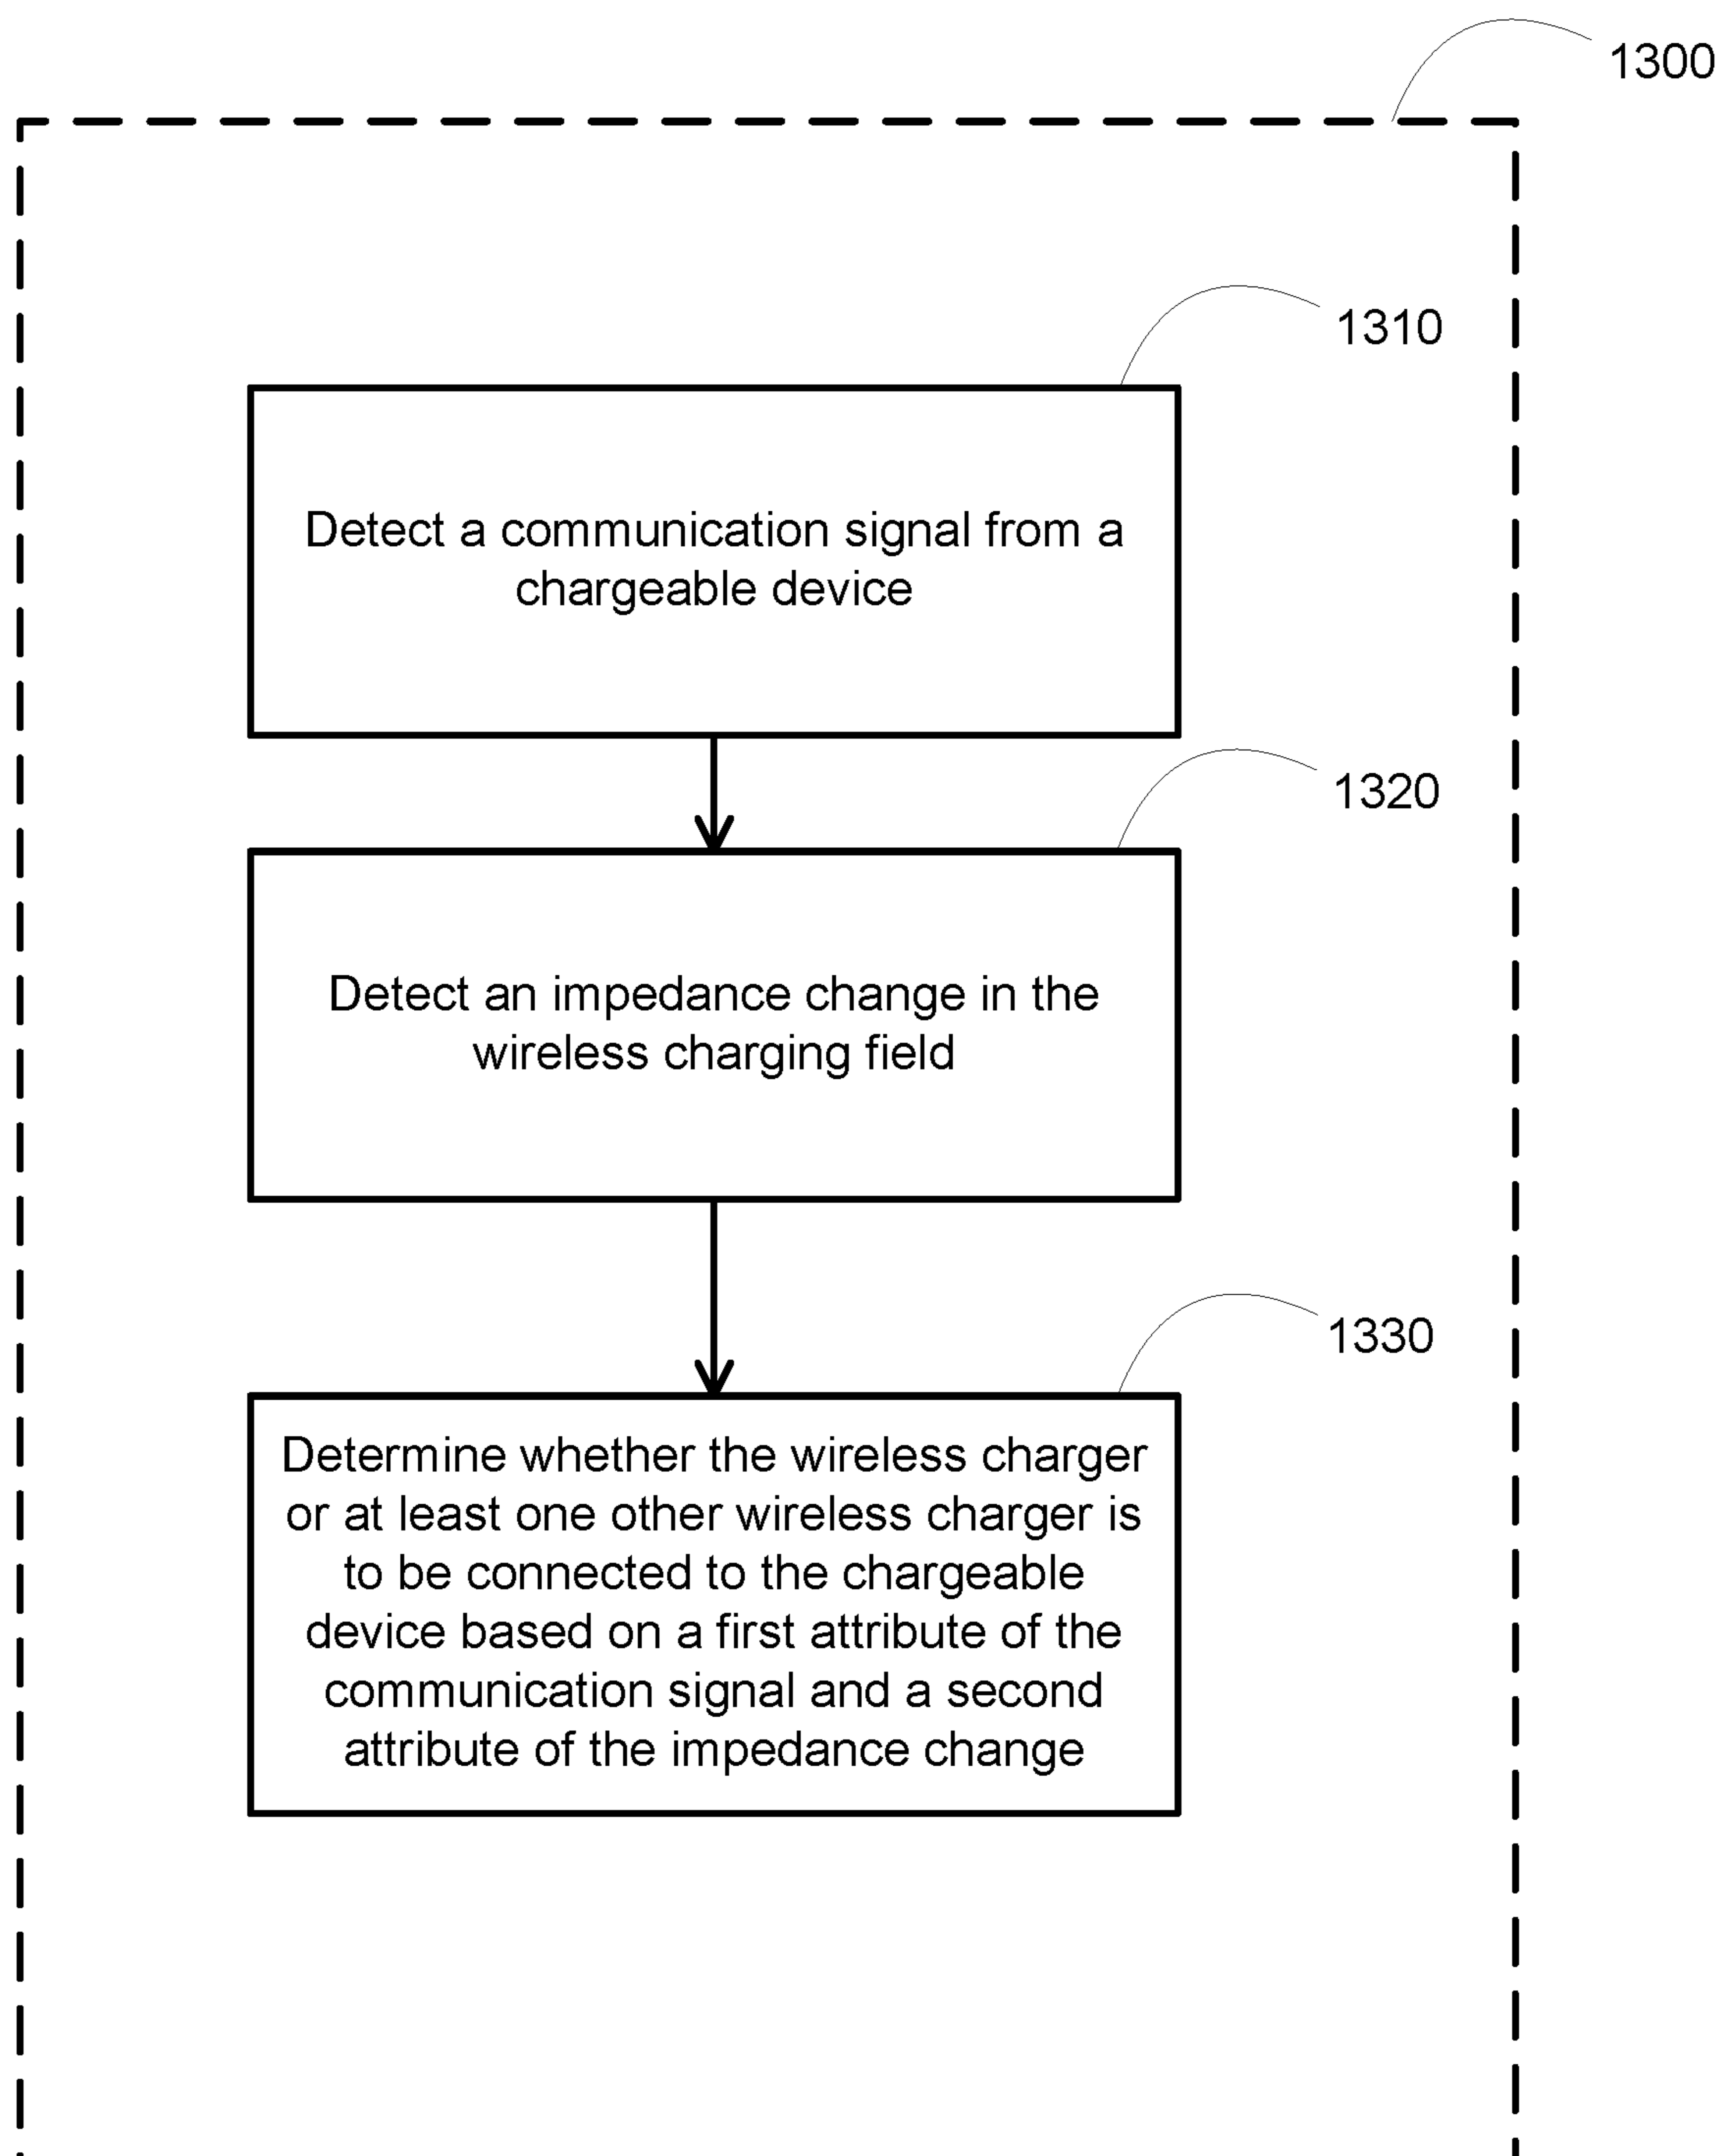 1300
1310
Detect a communication signal from a
chargeable device
1320
Detect an impedance change in the
wireless charging field
1330
Determine whether the wireless charger
or at least one other wireless charger is
to be connected to the chargeable
device based on a first attribute of the
communication signal and a second
attribute of the impedance change